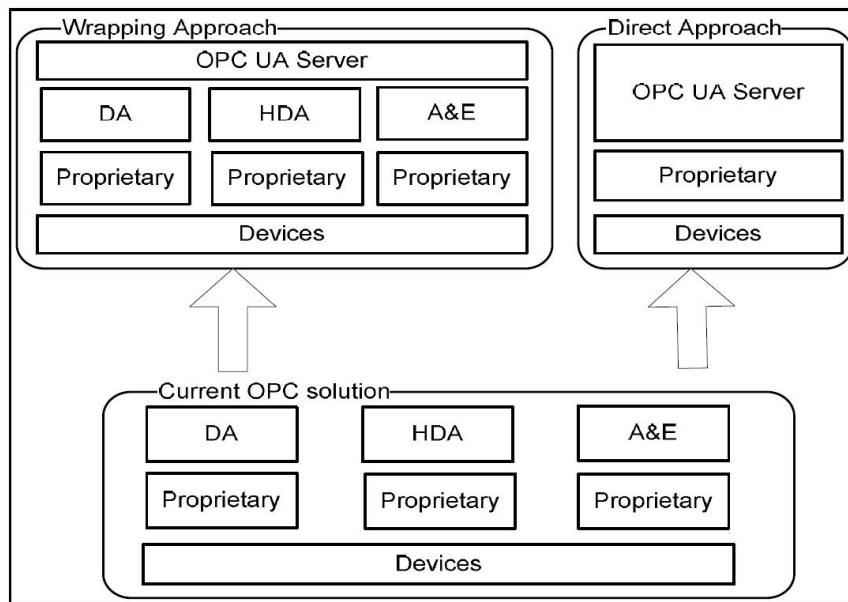 Wrapping Approach
OPC UA Server
DA
HDA
A&E
Proprietary
Proprietary
Proprietary
Devices
Direct Approach
OPC UA Server
Proprietary
Devices
Current OPC solution
DA
HDA
A&E
Proprietary
Proprietary
Proprietary
Devices